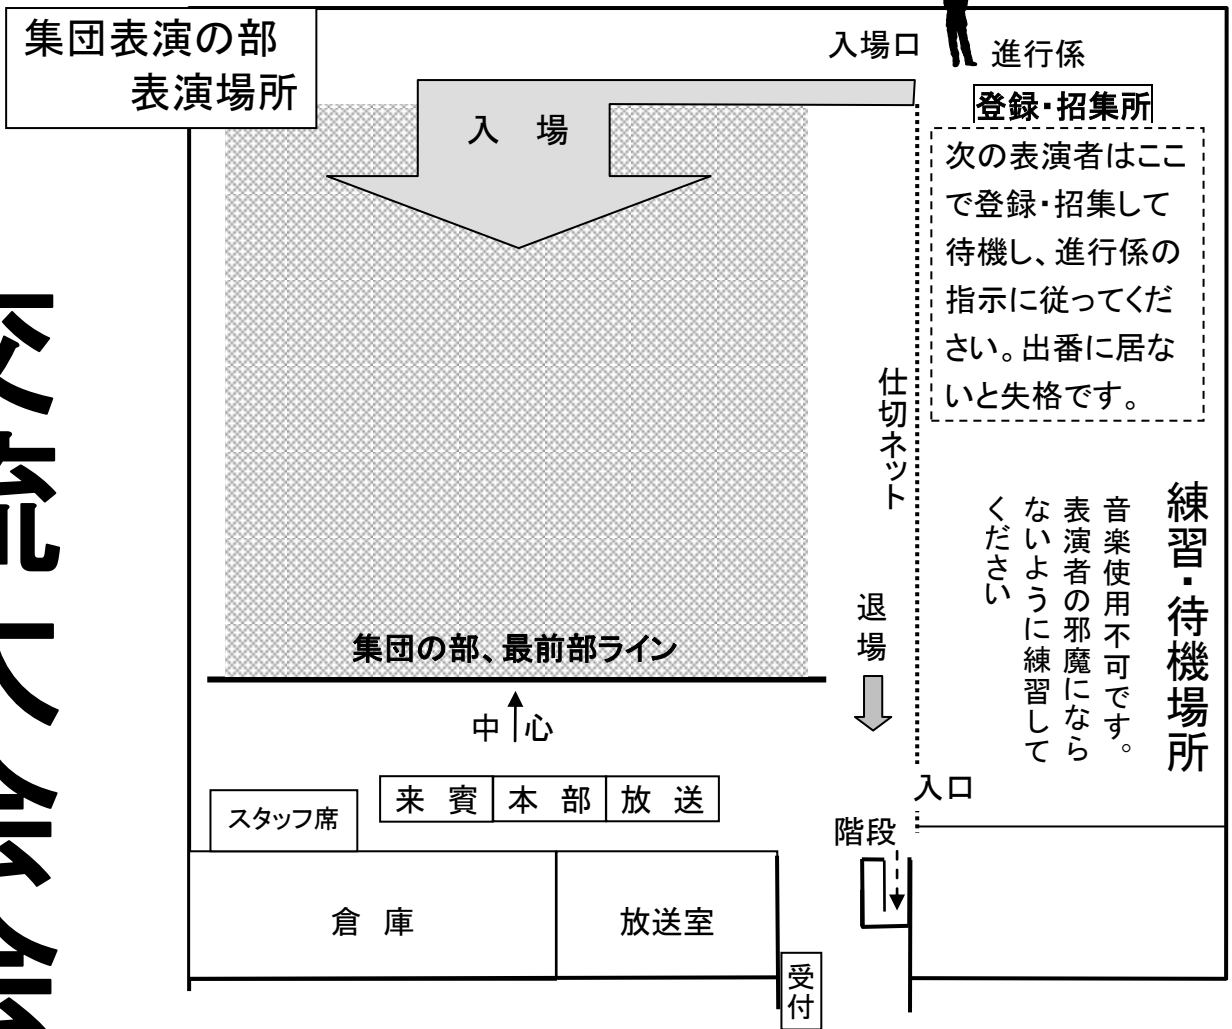 集団表演の部
表演場所
入場口
進行係
登録・招集所
入 場
次の表演者はここ
で登録・招集して
待機し、進行係の
指示に従ってくだ
さい。出番に居な
いと失格です。
仕切ネット
練習・待機場所
音楽使用不可です。
表演者の邪魔になら
ないように練習して
ください
退場
集団の部、最前部ライン
中心
入口
来 賓
本 部
放 送
スタッフ席
階段
倉 庫
放送室
受付